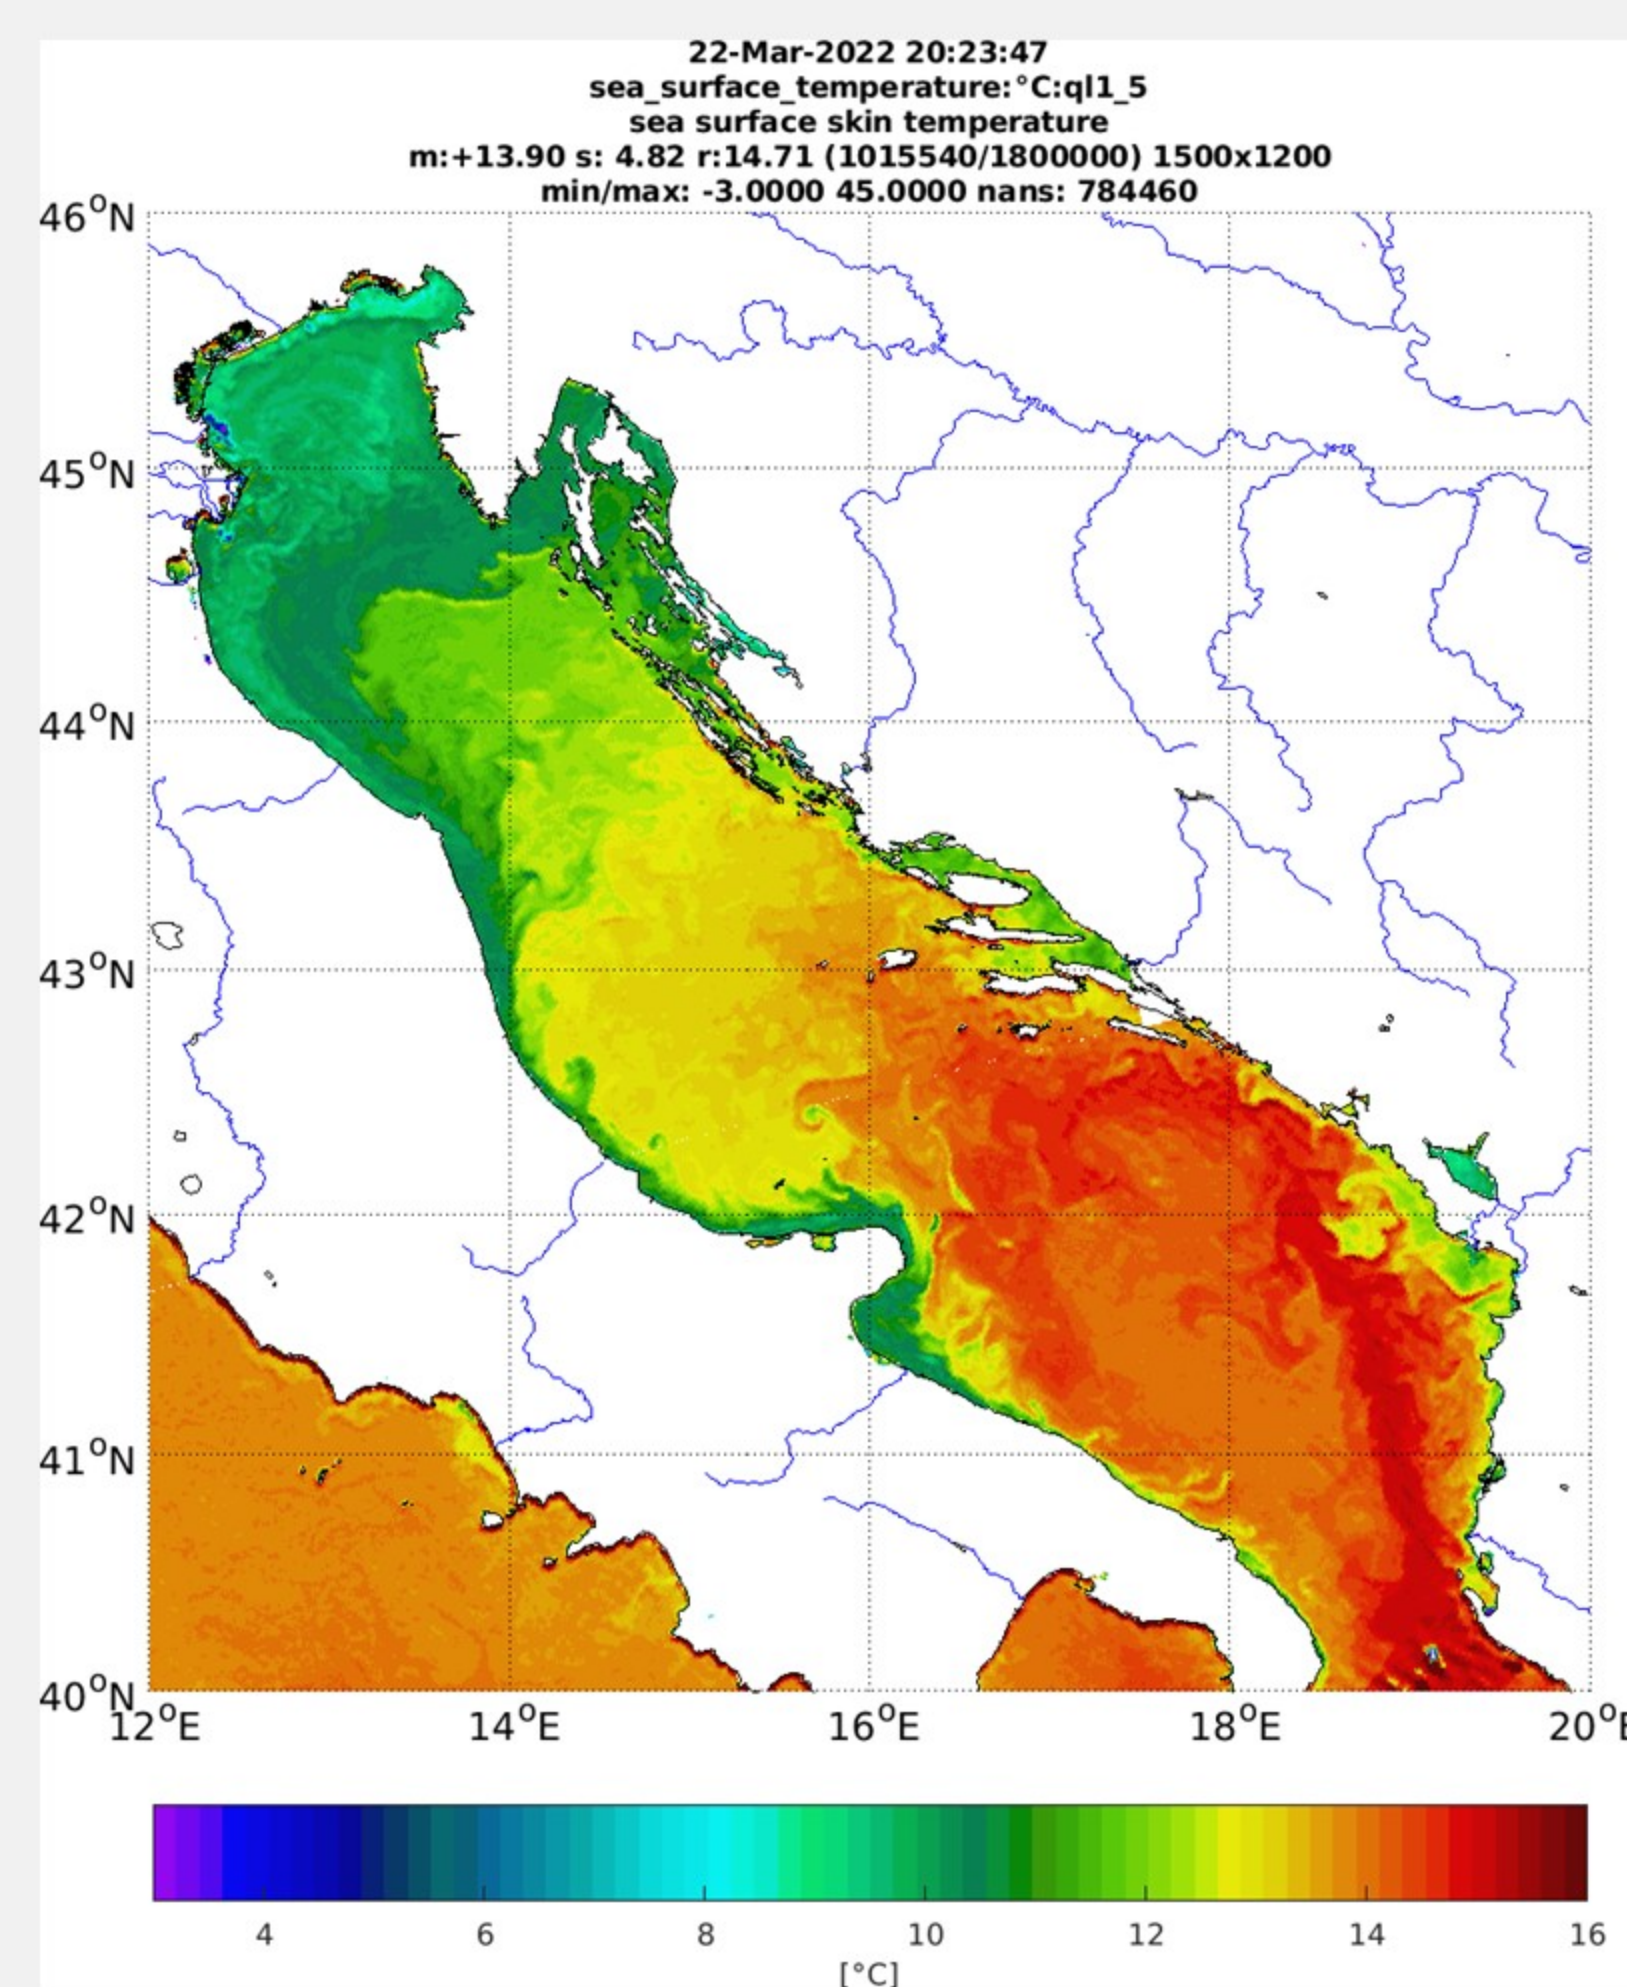 22-Mar-2022 20:23:47
sea_surface_temperature:°C:ql1_5
sea surface skin temperature
m:+13.90 s: 4.82 r:14.71 (1015540/1800000) 1500x1200
min/max: -3.0000 45.0000 nans: 784460
46°N
45°N
44°N
43°N
42°N
41°N
40°N
12°E 14°E 16°E 18°E 20°E
4 6 8 10 12 14 16
[°C]